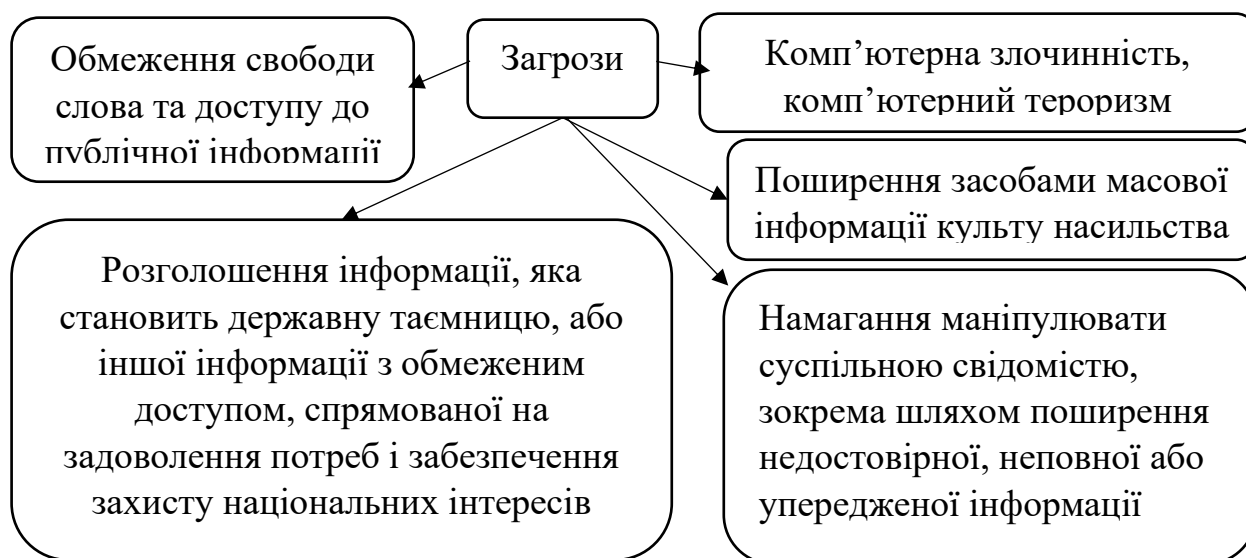 Загрози
Обмеження свободи
слова та доступу до
публічної інформації
Комп’ютерна злочинність,
комп’ютерний тероризм
Поширення засобами масової
інформації культу насильства
Розголошення інформації, яка
становить державну таємницю, або
іншої інформації з обмеженим
доступом, спрямованої на
задоволення потреб і забезпечення
захисту національних інтересів
Намагання маніпулювати
суспільною свідомістю,
зокрема шляхом поширення
недостовірної, неповної або
упередженої інформації